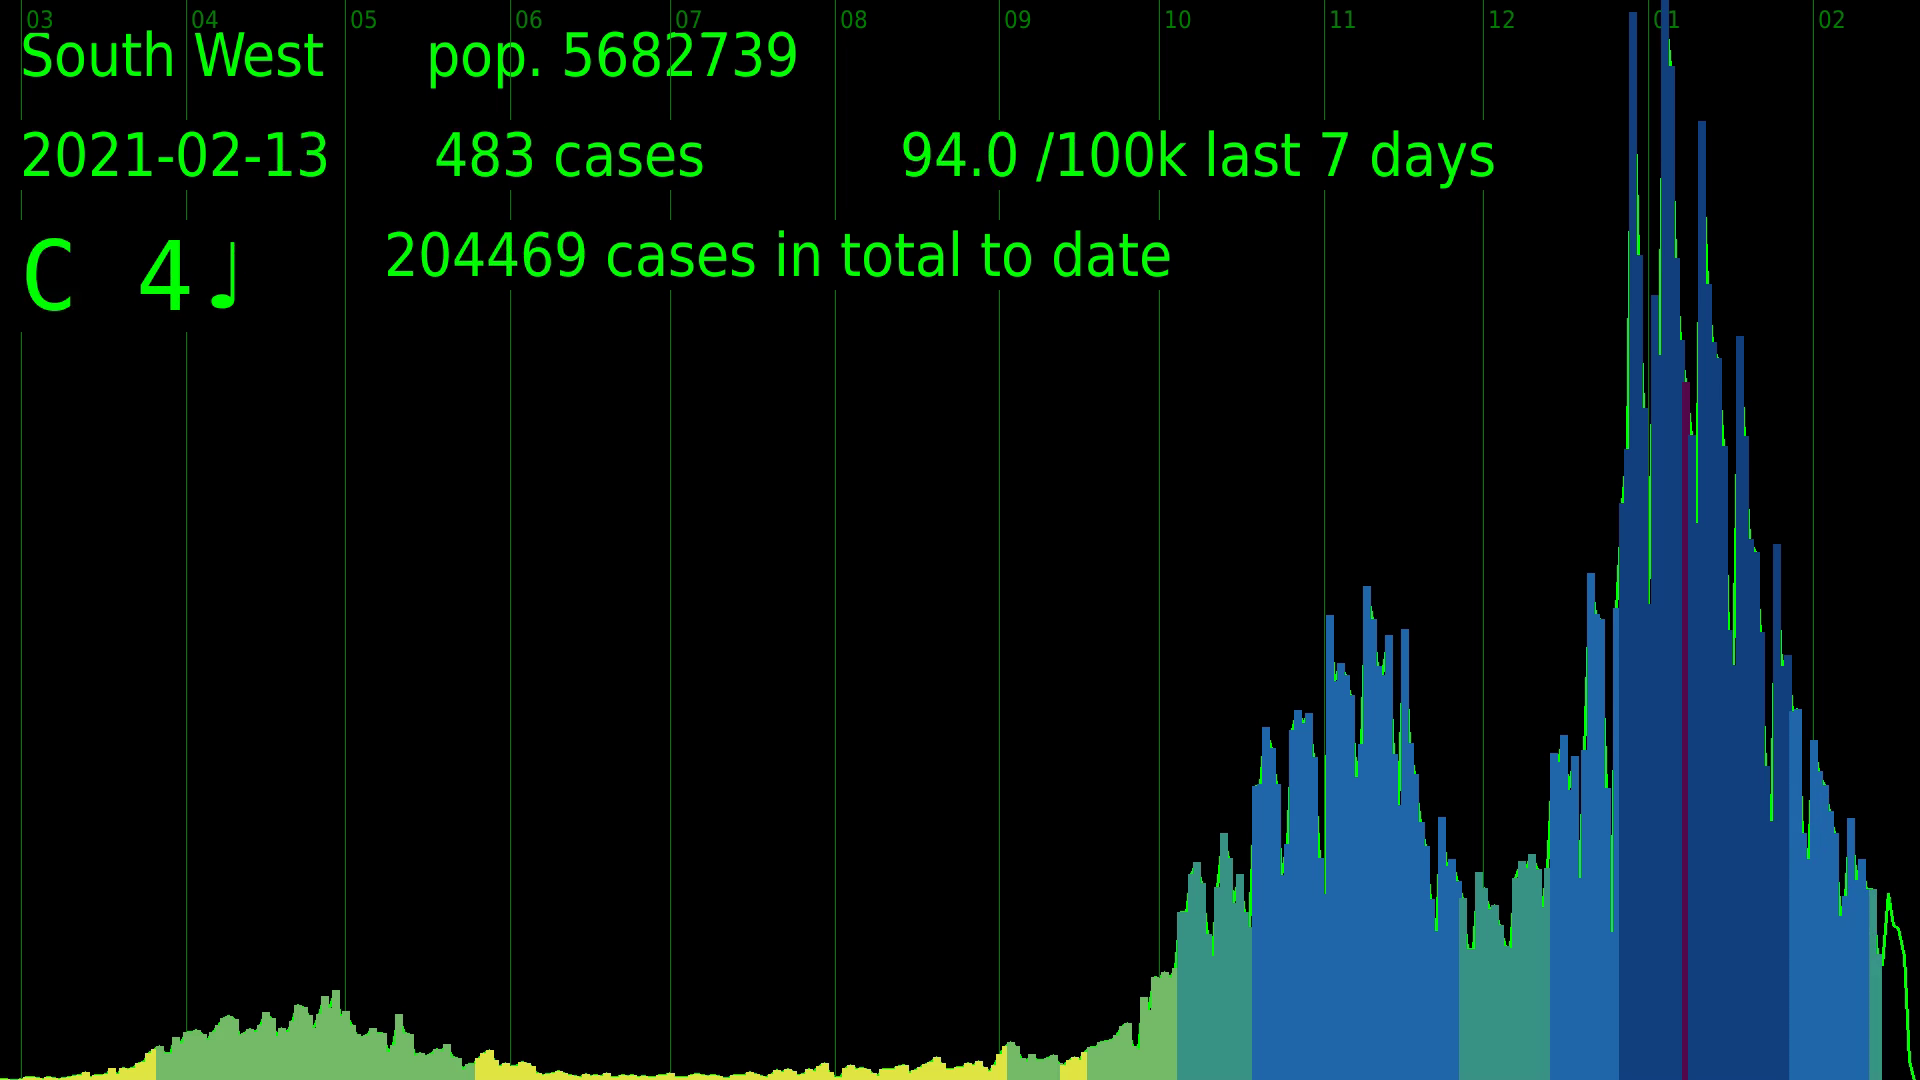 03 04 05 06 07 08 09 10 11 12 01 02
South West pop. 5682739
2021-02-13 483 cases 94.0 /100k last 7 days
C 4♩ 204469 cases in total to date